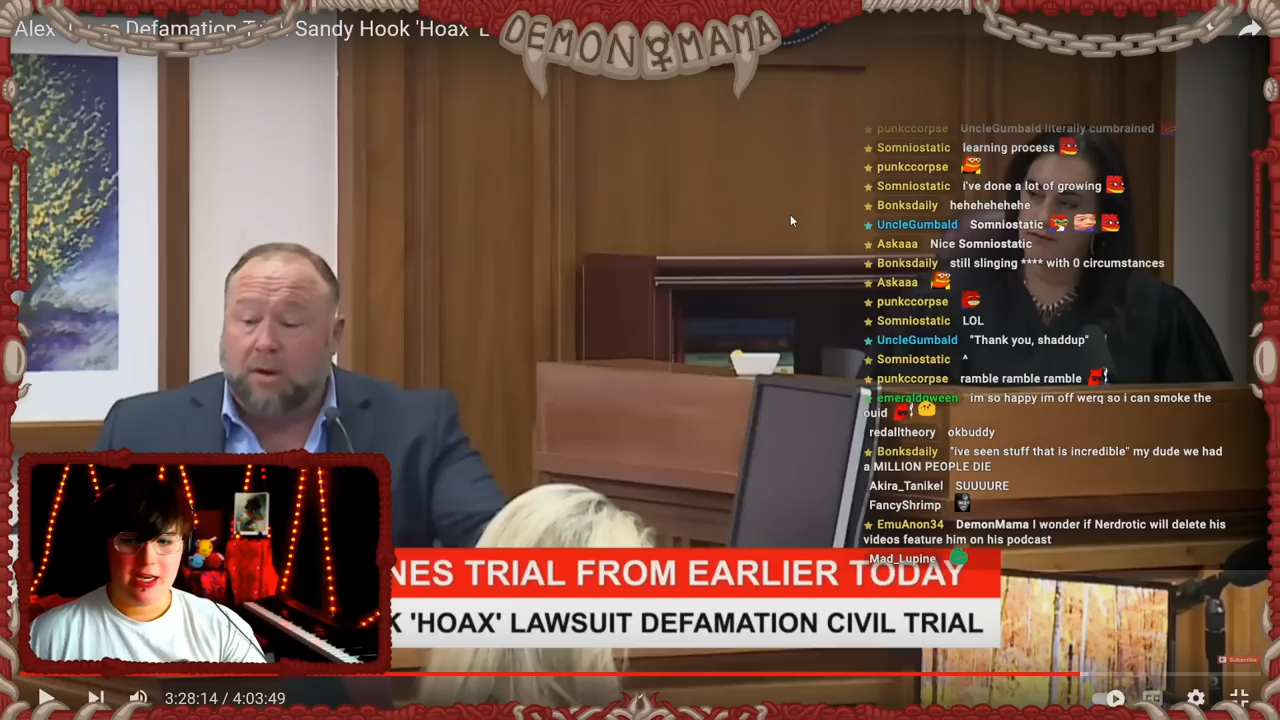 Alex Defamation Sandy Hook 'Hoax
DEMON MAMA
punkccorpse UncleGumbald literally cumbrained
Somniostatic learning process
punkccorpse
Somniostatic i've done a lot of growing
Bonksdaily hehehehehehe
UncleGumbald Somniostatic
Askaaa Nice Somniostatic
Bonksdaily still slinging **** with 0 circumstances
Askaaa
punkccorpse
Somniostatic LOL
UncleGumbald "Thank you, shaddup"
Somniostatic ^
punkccorpse ramble ramble ramble
emeraldqween im so happy im off werq so i can smoke the
ouid
redalltheory okbuddy
Bonksdaily "ive seen stuff that is incredible" my dude we had
a MILLION PEOPLE DIE
Akira_Tanikel SUUUURE
FancyShrimp
EmuAnon34 DemonMama I wonder if Nerdrotic will delete his
videos feature him on his podcast
Mad_Lupine
NES TRIAL FROM EARLIER TODAY
K 'HOAX' LAWSUIT DEFAMATION CIVIL TRIAL
Subscribe
3:28:14 / 4:03:49